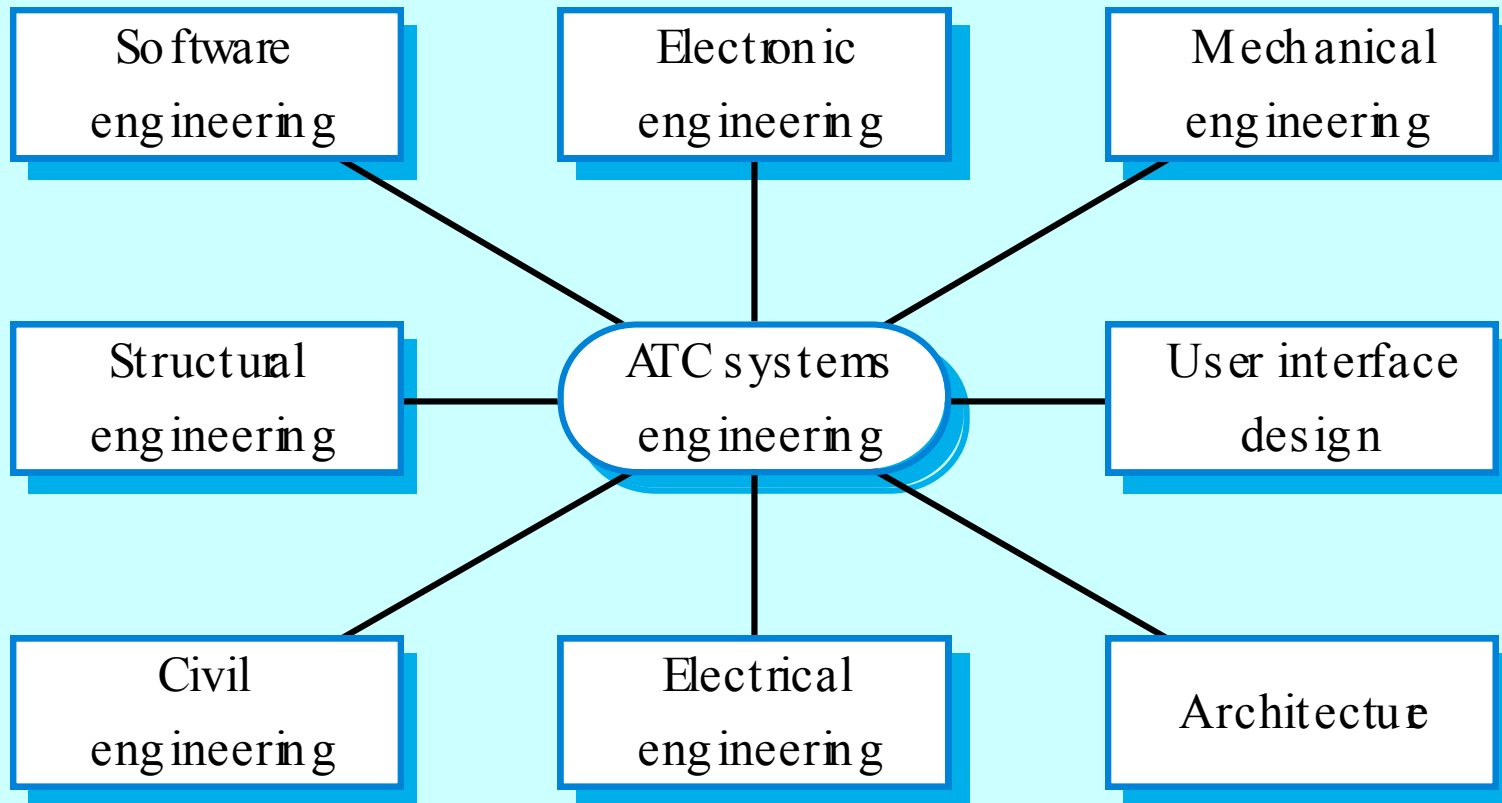 Software
engineering
Electronic
engineering
Mechanical
engineering
Structural
engineering
ATC systems
engineering
User interface
design
Civil
engineering
Electrical
engineering
Architecture